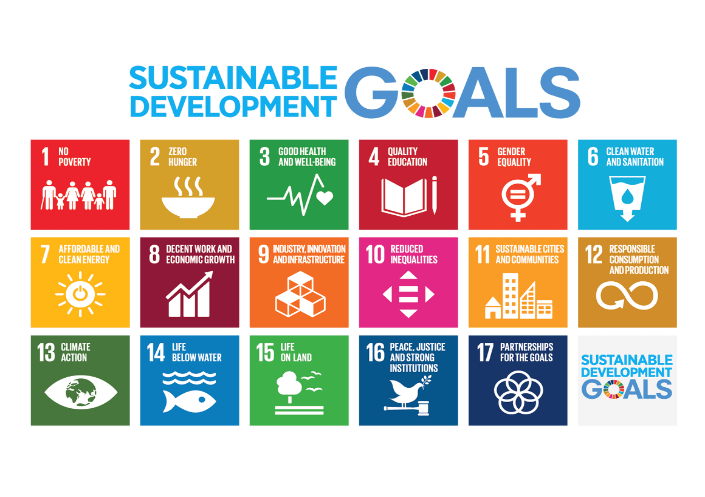 SUSTAINABLE
DEVELOPMENT GOALS
1 NO
POVERTY
2 ZERO
HUNGER
3 GOOD HEALTH
AND WELL-BEING
4 QUALITY
EDUCATION
5 GENDER
EQUALITY
6 CLEAN WATER
AND SANITATION
7 AFFORDABLE AND
CLEAN ENERGY
8 DECENT WORK AND
ECONOMIC GROWTH
9 INDUSTRY, INNOVATION
AND INFRASTRUCTURE
10 REDUCED
INEQUALITIES
11 SUSTAINABLE CITIES
AND COMMUNITIES
12 RESPONSIBLE
CONSUMPTION
AND PRODUCTION
13 CLIMATE
ACTION
14 LIFE
BELOW WATER
15 LIFE
ON LAND
16 PEACE, JUSTICE
AND STRONG
INSTITUTIONS
17 PARTNERSHIPS
FOR THE GOALS
SUSTAINABLE
DEVELOPMENT
GOALS